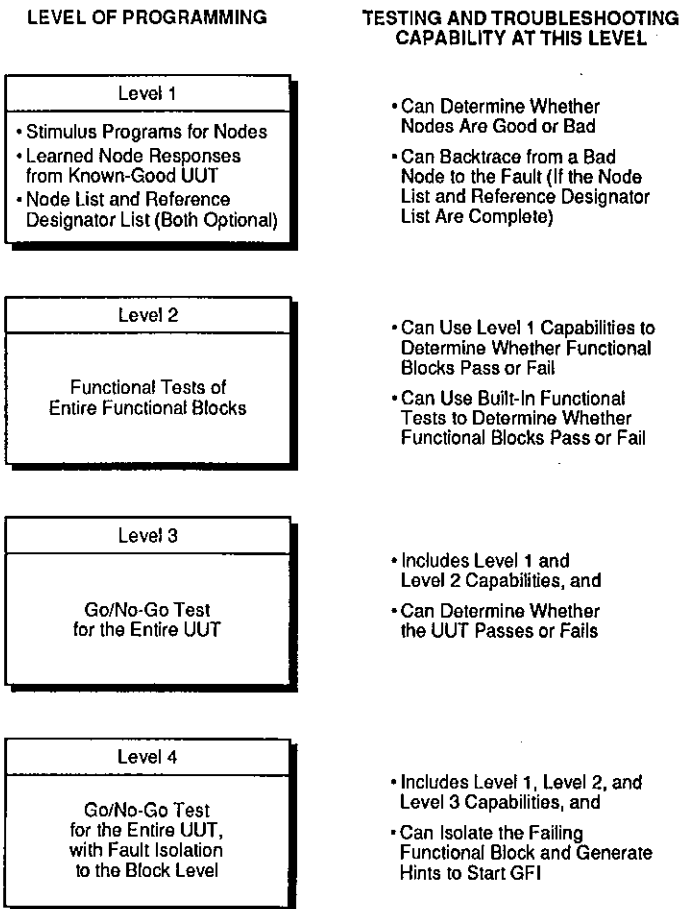 LEVEL OF PROGRAMMING
TESTING AND TROUBLESHOOTING
CAPABILITY AT THIS LEVEL
Level 1
• Stimulus Programs for Nodes
• Learned Node Responses
from Known-Good UUT
• Node List and Reference
Designator List (Both Optional)
• Can Determine Whether
Nodes Are Good or Bad
• Can Backtrace from a Bad
Node to the Fault (If the Node
List and Reference Designator
List Are Complete)
Level 2
Functional Tests of
Entire Functional Blocks
• Can Use Level 1 Capabilities to
Determine Whether Functional
Blocks Pass or Fail
• Can Use Built-In Functional
Tests to Determine Whether
Functional Blocks Pass or Fail
Level 3
Go/No-Go Test
for the Entire UUT
• Includes Level 1 and
Level 2 Capabilities, and
• Can Determine Whether
the UUT Passes or Fails
Level 4
Go/No-Go Test
for the Entire UUT,
with Fault Isolation
to the Block Level
• Includes Level 1, Level 2, and
Level 3 Capabilities, and
• Can Isolate the Failing
Functional Block and Generate
Hints to Start GFI